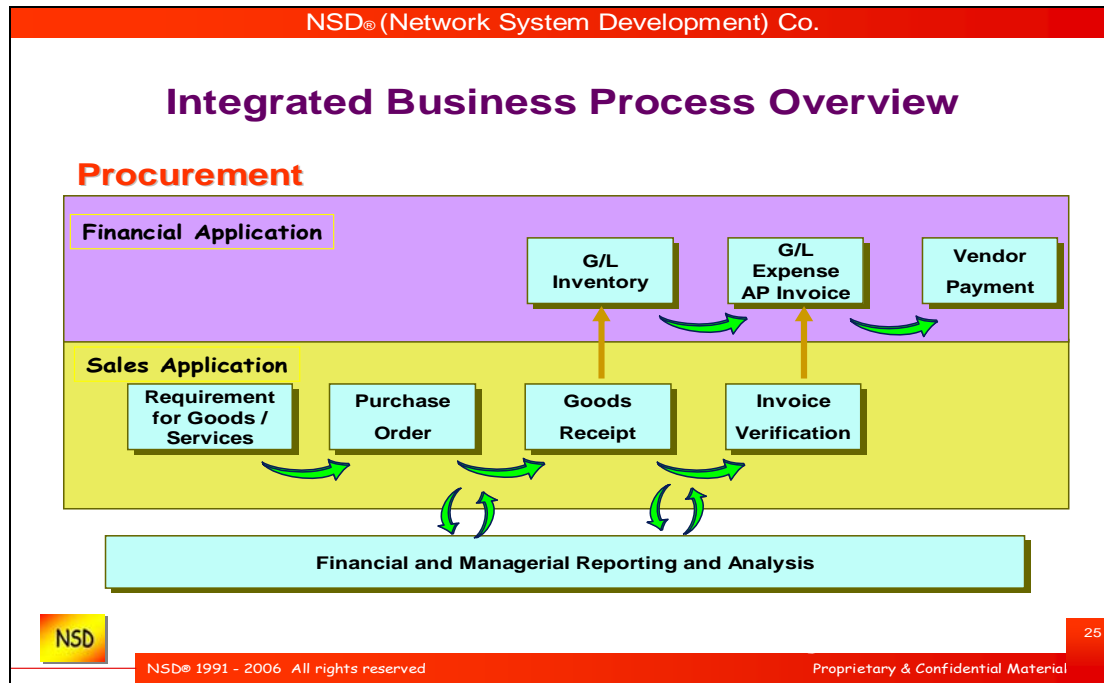 NSD® (Network System Development) Co.
Integrated Business Process Overview
Procurement
Financial Application
G/L
Inventory
G/L
Expense
AP Invoice
Vendor
Payment
Sales Application
Requirement
for Goods /
Services
Purchase
Order
Goods
Receipt
Invoice
Verification
Financial and Managerial Reporting and Analysis
NSD
25
NSD® 1991 - 2006 All rights reserved
Proprietary & Confidential Material